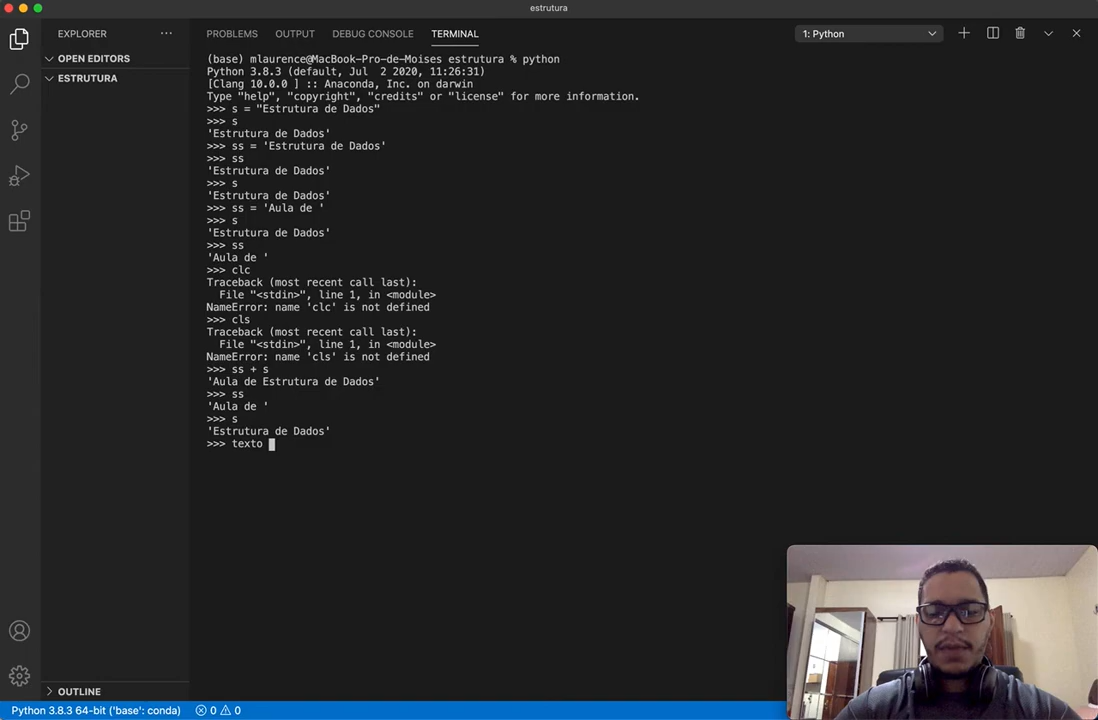 estrutura
EXPLORER
OPEN EDITORS
ESTRUTURA
OUTLINE
PROBLEMS OUTPUT DEBUG CONSOLE TERMINAL
1: Python
(base) mlaurence@MacBook-Pro-de-Moises estrutura % python
Python 3.8.3 (default, Jul  2 2020, 11:26:31)
[Clang 10.0.0 ] :: Anaconda, Inc. on darwin
Type "help", "copyright", "credits" or "license" for more information.
>>> s = "Estrutura de Dados"
>>> s
'Estrutura de Dados'
>>> ss = 'Estrutura de Dados'
>>> ss
'Estrutura de Dados'
>>> s
'Estrutura de Dados'
>>> ss = 'Aula de '
>>> s
'Estrutura de Dados'
>>> ss
'Aula de '
>>> clc
Traceback (most recent call last):
  File "<stdin>", line 1, in <module>
NameError: name 'clc' is not defined
>>> cls
Traceback (most recent call last):
  File "<stdin>", line 1, in <module>
NameError: name 'cls' is not defined
>>> ss + s
'Aula de Estrutura de Dados'
>>> ss
'Aula de '
>>> s
'Estrutura de Dados'
>>> texto
Python 3.8.3 64-bit ('base': conda) 0 0